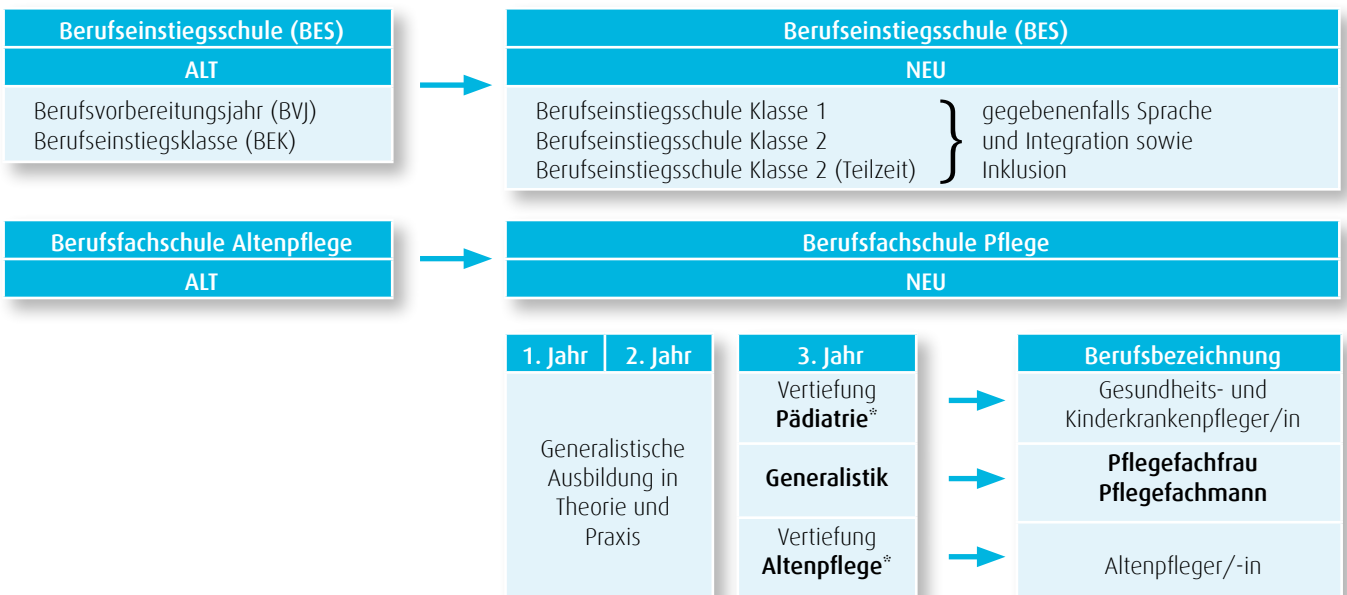 Berufseinstiegsschule (BES)
ALT
Berufsvorbereitungsjahr (BVJ)
Berufseinstiegsklasse (BEK)
Berufseinstiegsschule (BES)
NEU
Berufseinstiegsschule Klasse 1
Berufseinstiegsschule Klasse 2
Berufseinstiegsschule Klasse 2 (Teilzeit)
gegebenenfalls Sprache
und Integration sowie
Inklusion
Berufsfachschule Altenpflege
ALT
Berufsfachschule Pflege
NEU
1. Jahr
2. Jahr
Generalistische
Ausbildung in
Theorie und
Praxis
3. Jahr
Vertiefung
Pädiatrie*
Generalistik
Vertiefung
Altenpflege*
Berufsbezeichnung
Gesundheits- und
Kinderkrankenpfleger/in
Pflegefachfrau
Pflegefachmann
Altenpfleger/-in